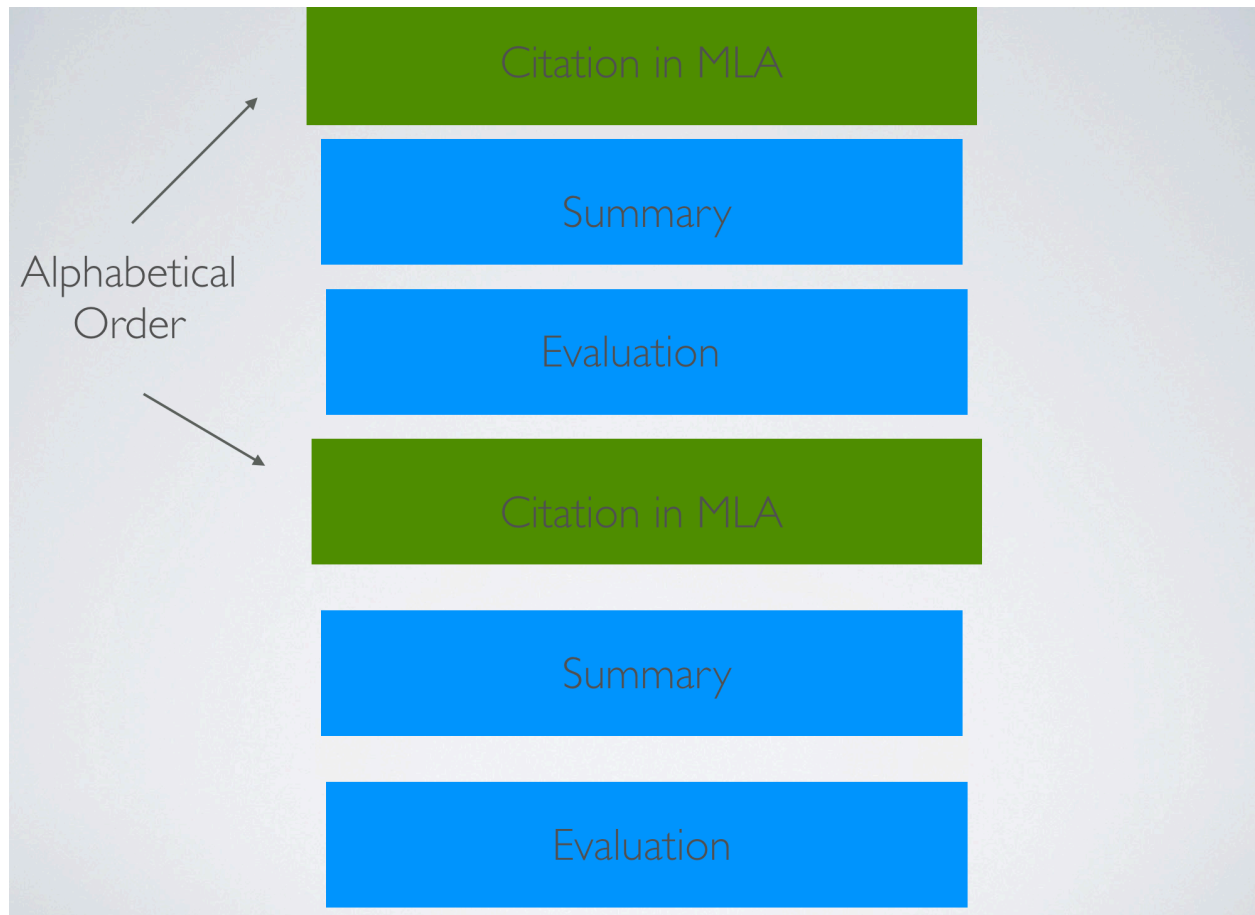 Citation in MLA
Summary
Alphabetical
Order
Evaluation
Citation in MLA
Summary
Evaluation